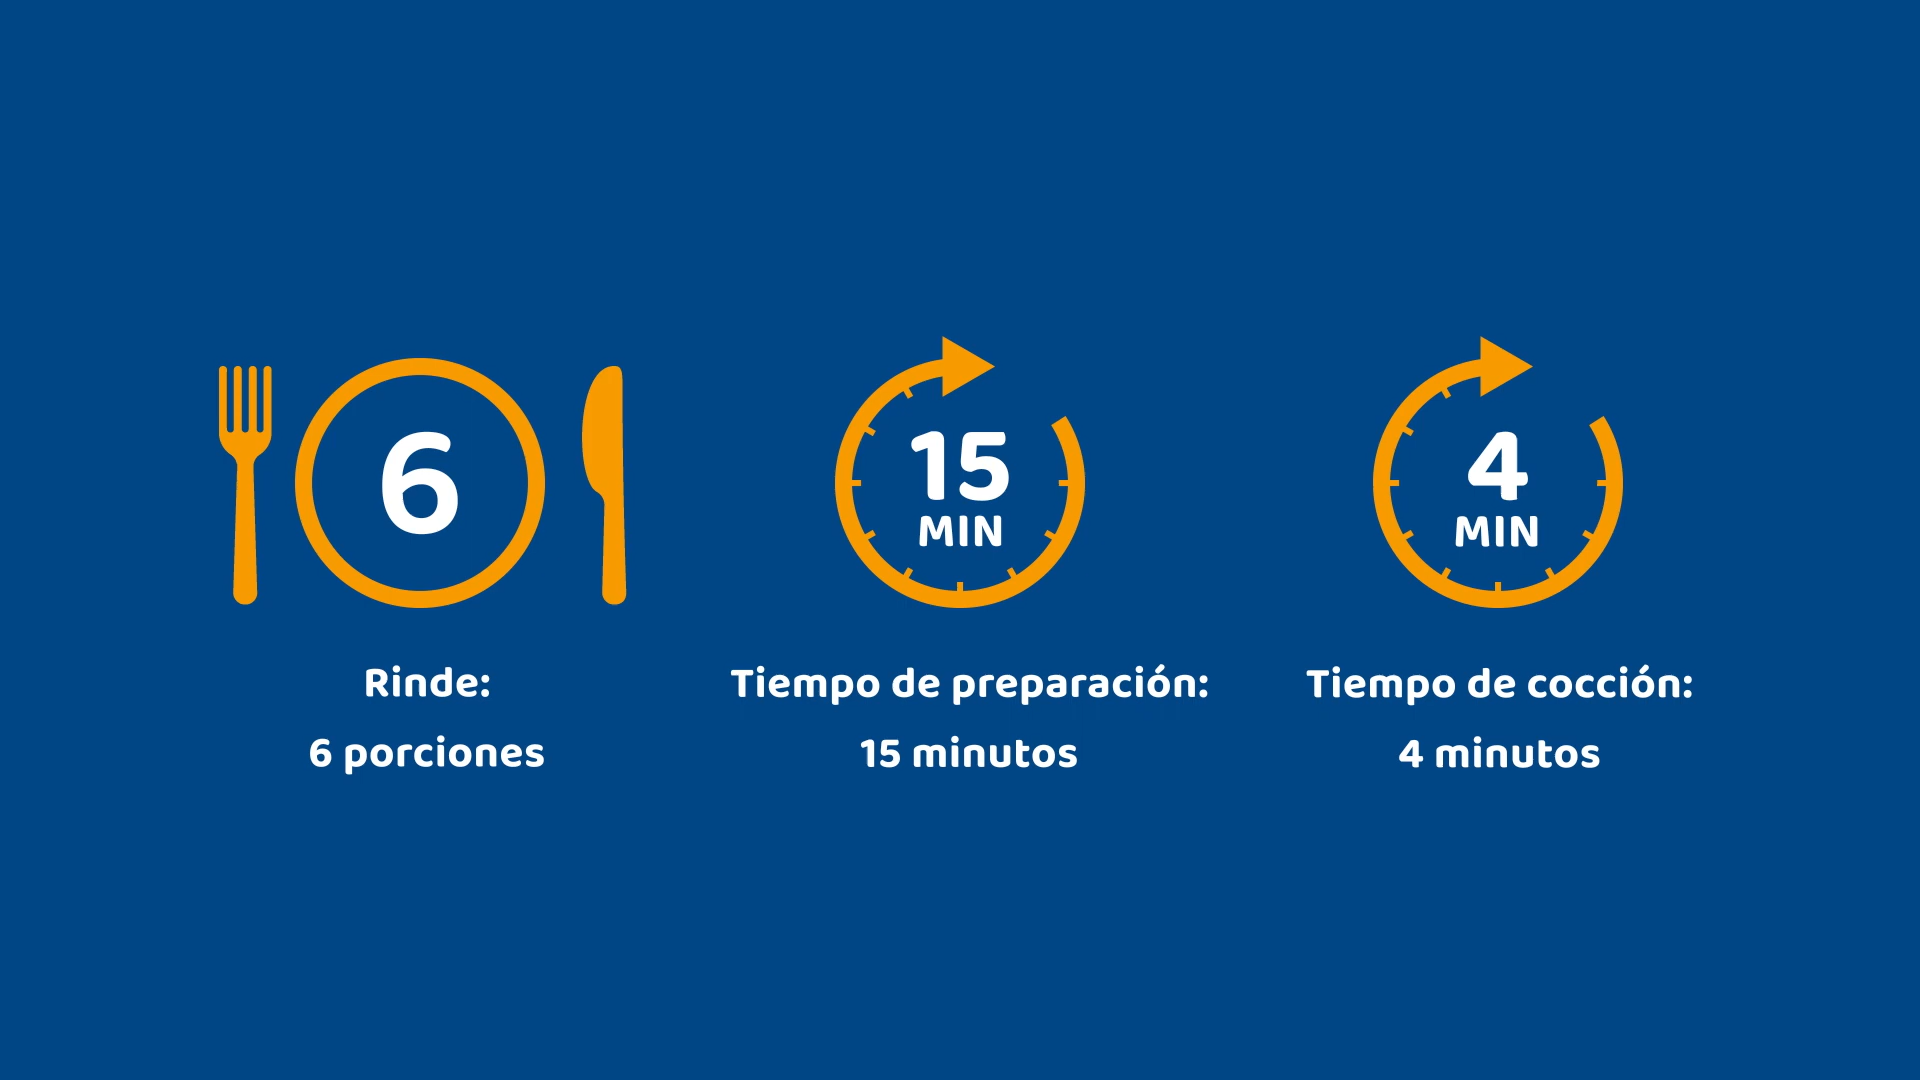 6
Rinde:
6 porciones
15
MIN
Tiempo de preparación:
15 minutos
4
MIN
Tiempo de cocción:
4 minutos